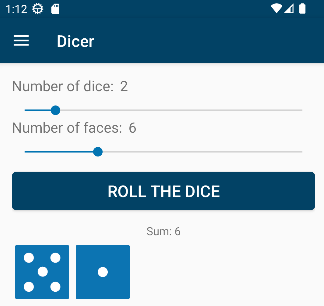 1:12
Dicer
Number of dice: 2
Number of faces: 6
ROLL THE DICE
Sum: 6